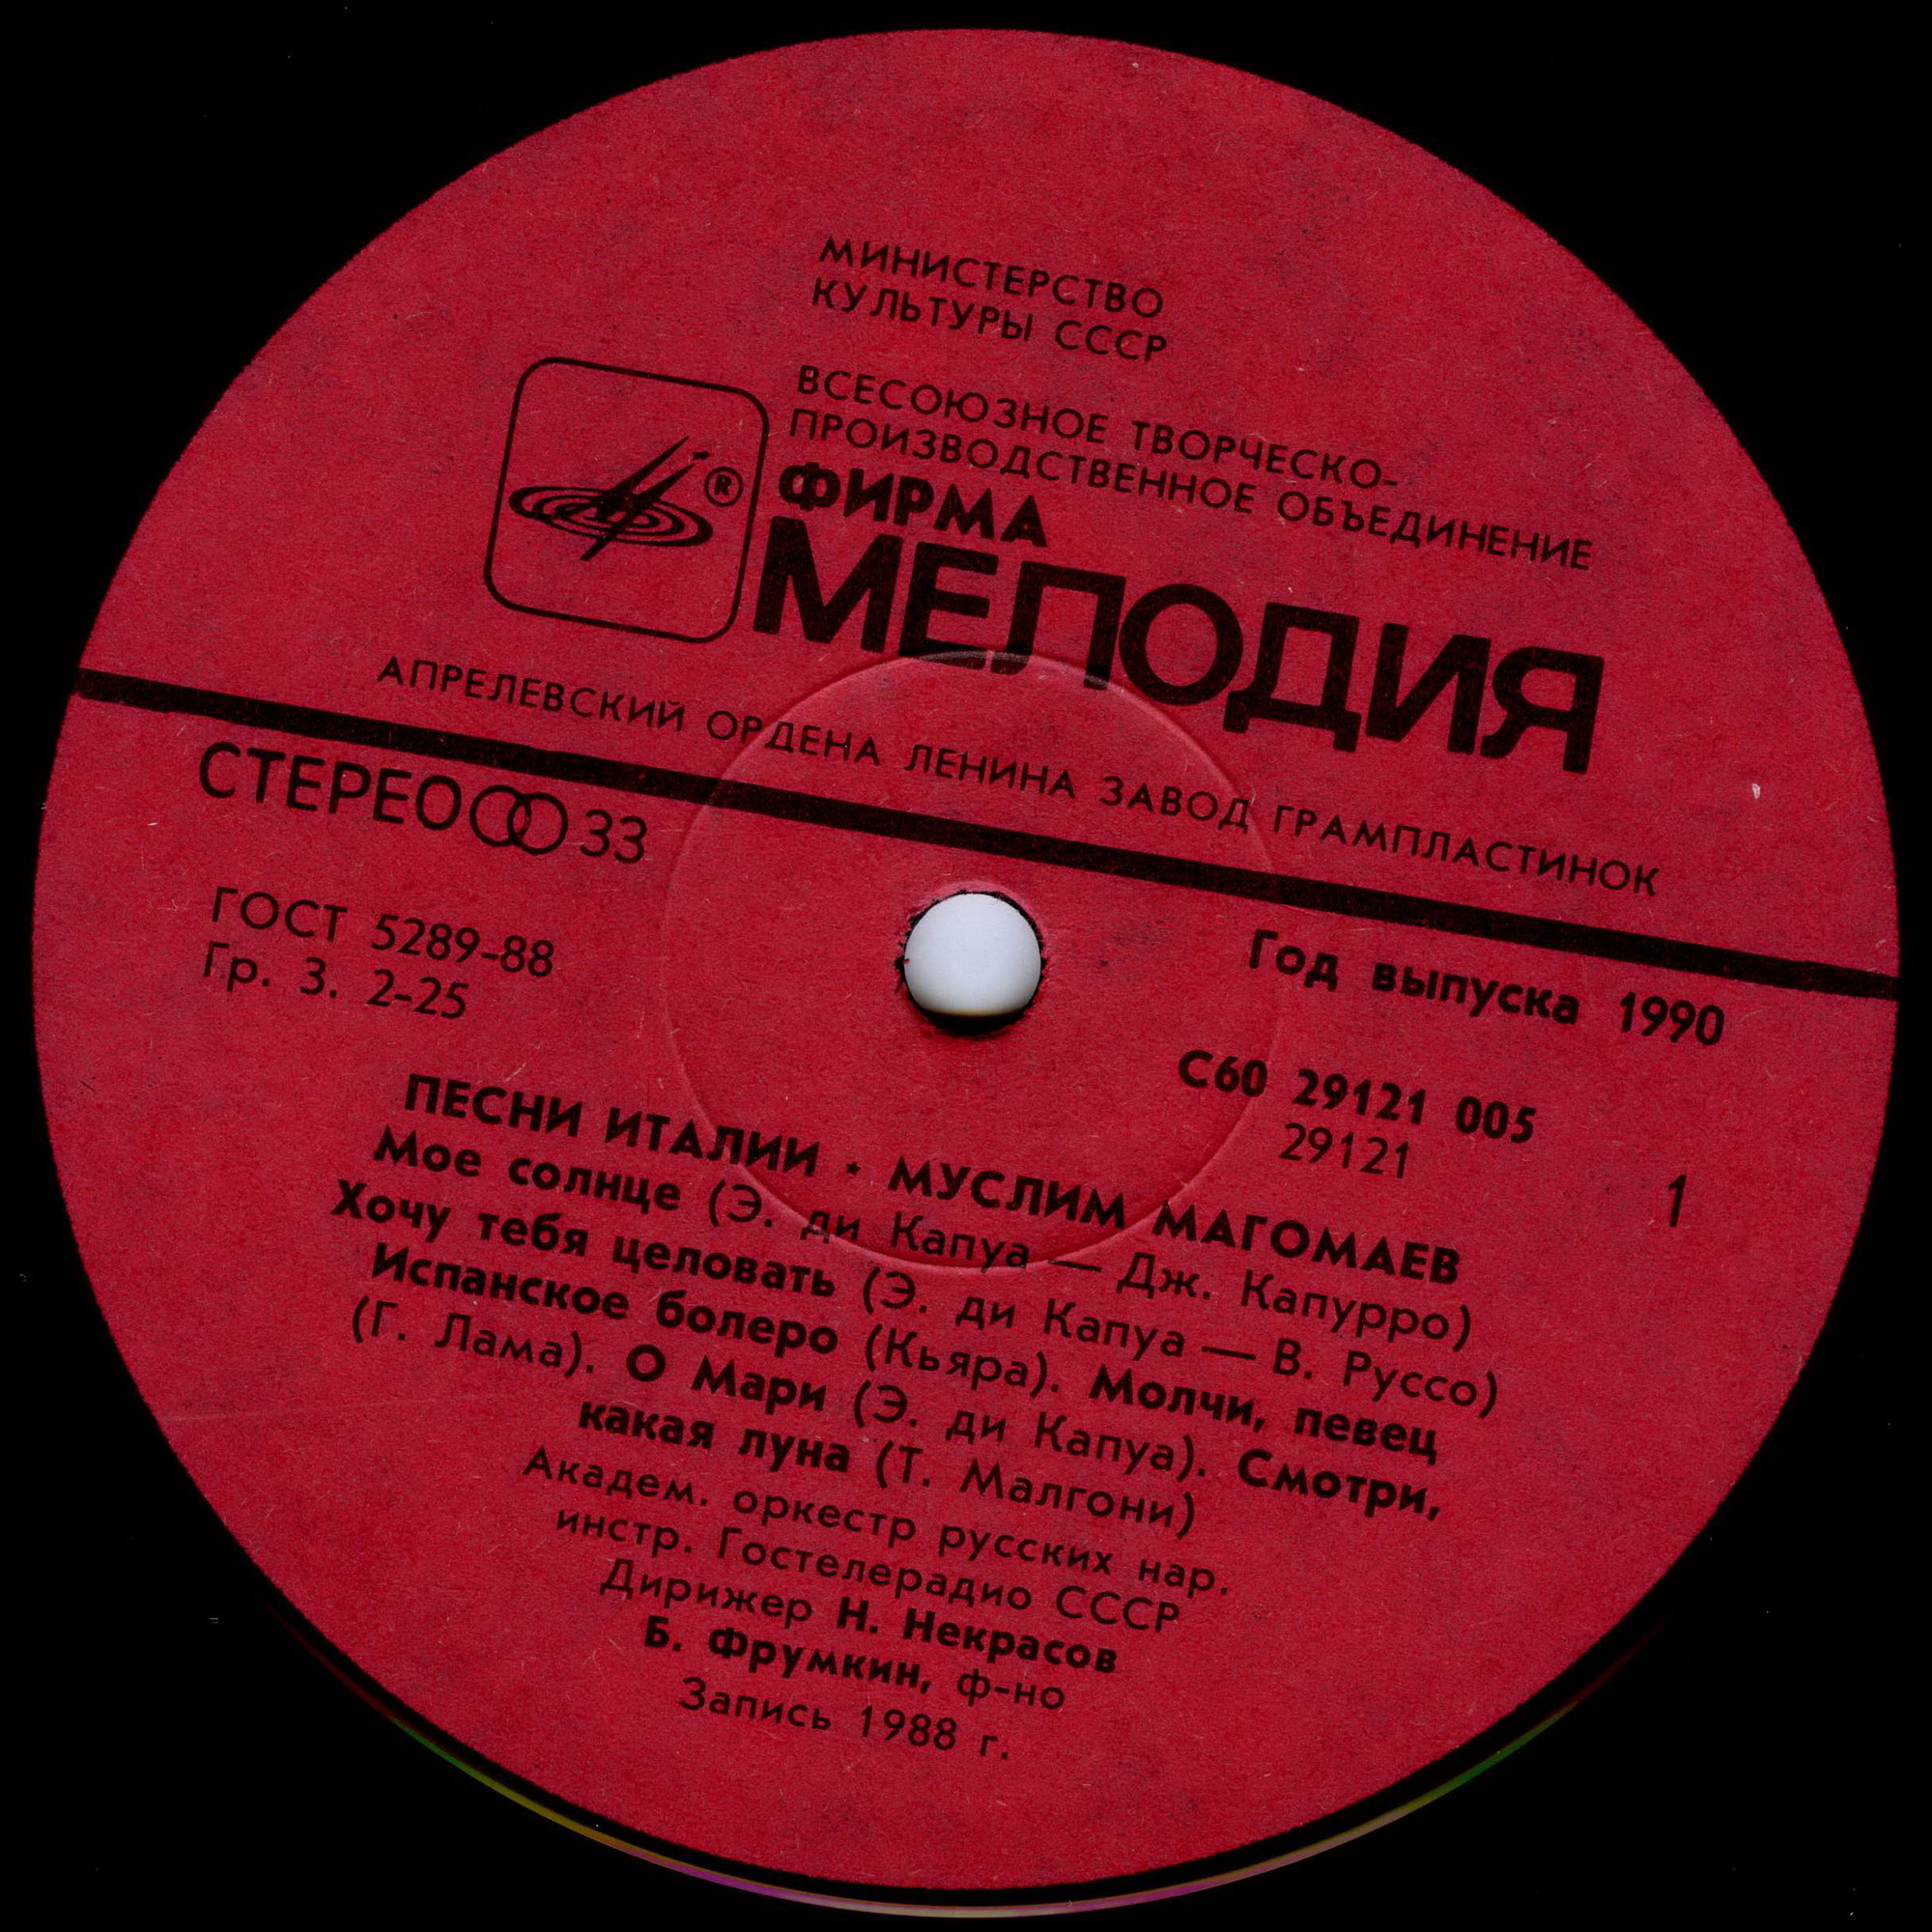 МИНИСТЕРСТВО
КУЛЬТУРЫ СССР
ВСЕСОЮЗНОЕ ТВОРЧЕСКО-
ПРОИЗВОДСТВЕННОЕ ОБЪЕДИНЕНИЕ
®
ФИРМА
МЕЛОДИЯ
АПРЕЛЕВСКИЙ ОРДЕНА ЛЕНИНА ЗАВОД ГРАМПЛАСТИНОК
СТЕРЕО 33
ГОСТ 5289-88
Гр. 3. 2-25
Год выпуска 1990
С60 29121 005
29121
1
ПЕСНИ ИТАЛИИ · МУСЛИМ МАГОМАЕВ
Мое солнце (Э. ди Капуа — Дж. Капурро)
Хочу тебя целовать (Э. ди Капуа — В. Руссо)
Испанское болеро (Кьяра). Молчи, певец
(Г. Лама). О Мари (Э. ди Капуа). Смотри,
какая луна (Т. Малгони)
Академ. оркестр русских нар.
инстр. Гостелерадио СССР
Дирижер Н. Некрасов
Б. Фрумкин, ф-но
Запись 1988 г.